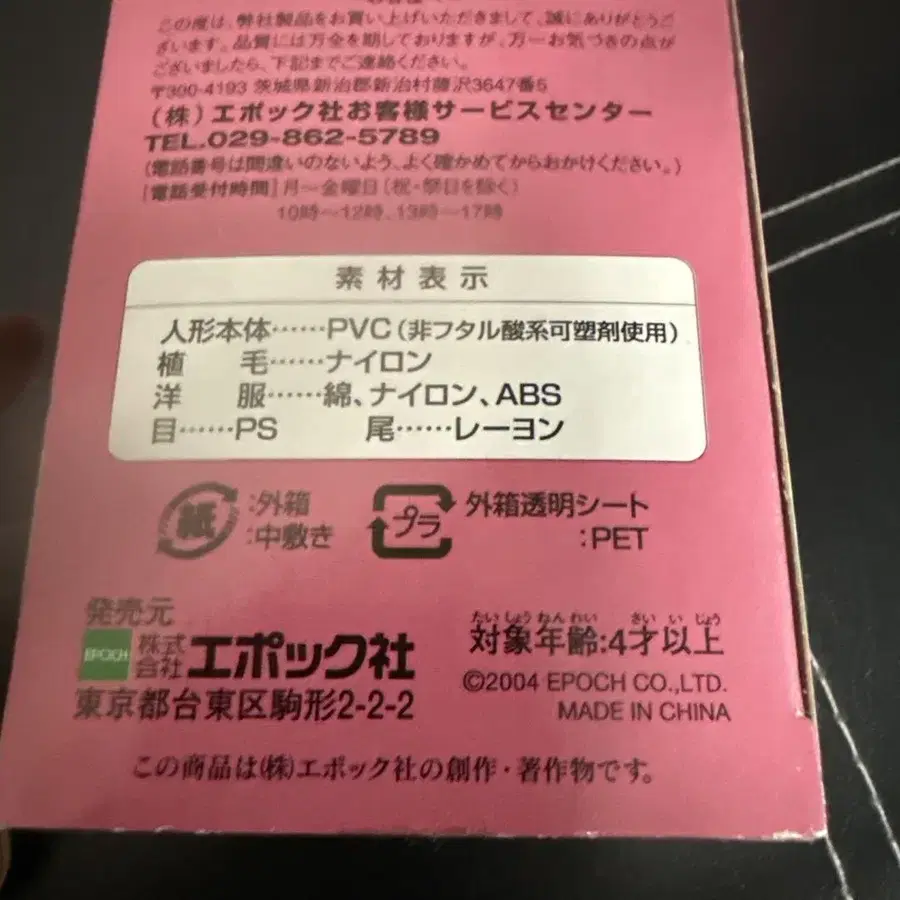 この度は、弊社製品をお買い上げいただきまして、誠にありがとうご
ざいます。品質には万全を期しておりますが、万一お気づきの点が
ございましたら、下記までご連絡ください。
〒300-4193 茨城県新治郡新治村藤沢3647番5
(株)エポック社お客様サービスセンター
TEL.029-862-5789
(電話番号は間違いのないよう、よく確かめてからおかけください。)
[電話受付時間]月〜金曜日(祝・祭日を除く)
10時〜12時、13時〜17時
素材表示
人形本体……PVC(非フタル酸系可塑剤使用)
植毛……ナイロン
洋服……綿、ナイロン、ABS
目……PS 尾……レーヨン
紙 :外箱 :中敷き
プラ 外箱透明シート :PET
発売元
EPOCH 株式会社エポック社
東京都台東区駒形2-2-2
たいしょうねんれい さいいじょう
対象年齢:4才以上
©2004 EPOCH CO.,LTD.
MADE IN CHINA
この商品は(株)エポック社の創作・著作物です。